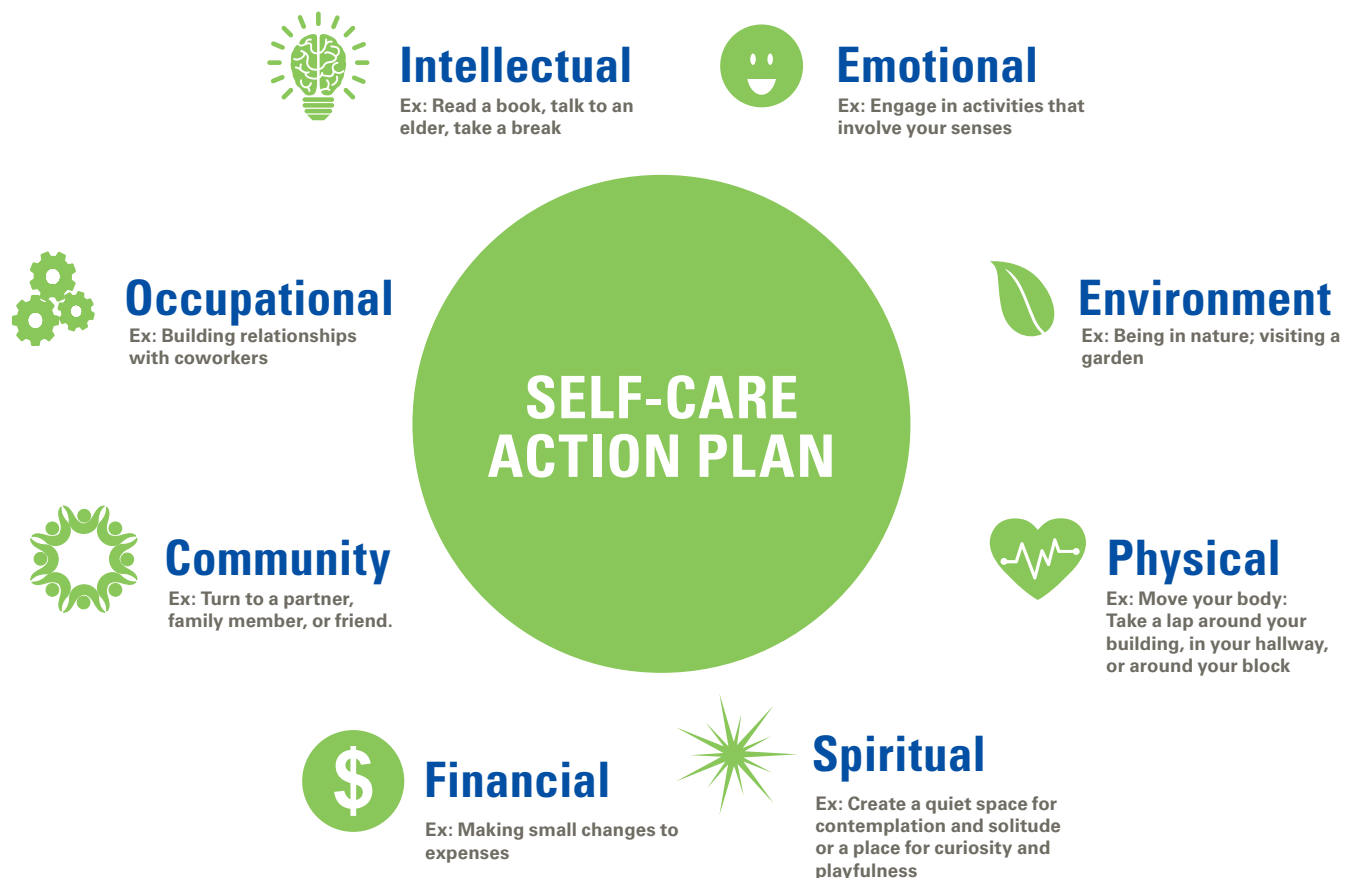 Intellectual
Ex: Read a book, talk to an
elder, take a break
Emotional
Ex: Engage in activities that
involve your senses
Occupational
Ex: Building relationships
with coworkers
Environment
Ex: Being in nature; visiting a
garden
SELF-CARE
ACTION PLAN
Community
Ex: Turn to a partner,
family member, or friend.
Physical
Ex: Move your body:
Take a lap around your
building, in your hallway,
or around your block
$
Financial
Ex: Making small changes to
expenses
Spiritual
Ex: Create a quiet space for
contemplation and solitude
or a place for curiosity and
playfulness